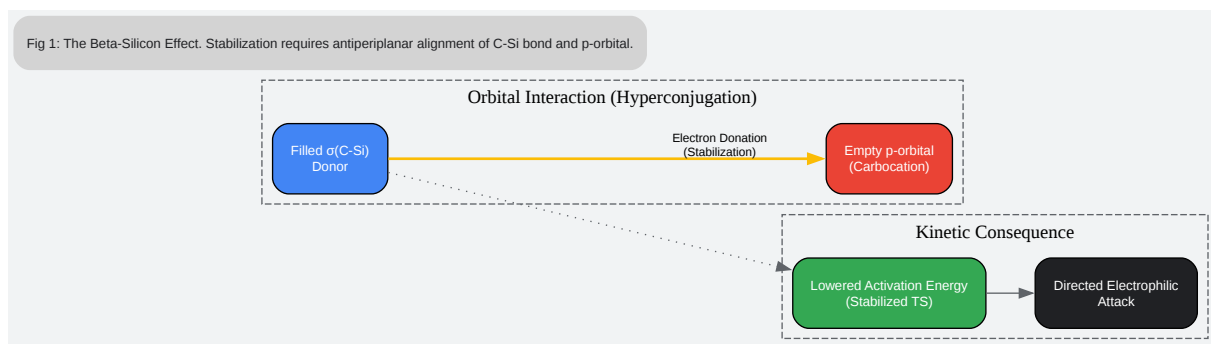 Fig 1: The Beta-Silicon Effect. Stabilization requires antiperiplanar alignment of C-Si bond and p-orbital.
Orbital Interaction (Hyperconjugation)
Filled σ(C-Si)
Donor
Electron Donation
(Stabilization)
Empty p-orbital
(Carbocation)
Kinetic Consequence
Lowered Activation Energy
(Stabilized TS)
Directed Electrophilic
Attack